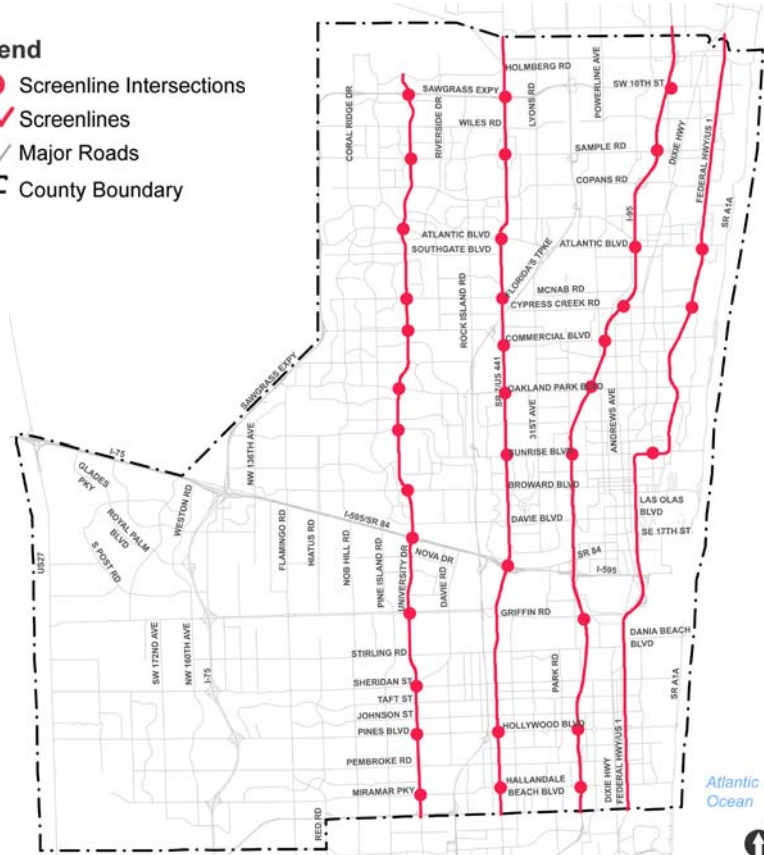 end
Screenline Intersections
Screenlines
Major Roads
County Boundary
HOLMBERG RD
POWERLINE AVE
SAWGRASS EXPY
SW 10TH ST
CORAL RIDGE DR
RIVERSIDE DR
LYONS RD
WILES RD
SAMPLE RD
DIXIE HWY
FEDERAL HWY/US 1
COPANS RD
SR A1A
I-95
ATLANTIC BLVD
SOUTHGATE BLVD
ATLANTIC BLVD
FLORIDA'S TPKE
ROCK ISLAND RD
MCNAB RD
CYPRESS CREEK RD
COMMERCIAL BLVD
SAWGRASS EXPY
SR 7/US 441
OAKLAND PARK BLVD
31ST AVE
ANDREWS AVE
NW 136TH AVE
SUNRISE BLVD
I-75
GLADES
PKY
WESTON RD
BROWARD BLVD
LAS OLAS
BLVD
ROYAL PALM
BLVD
I-595/SR 84
DAVIE BLVD
SE 17TH ST
FLAMINGO RD
HIATUS RD
NOB HILL RD
PINE ISLAND RD
UNIVERSITY DR
NOVA DR
DAVIE RD
SR 84
I-595
US27
S POST RD
GRIFFIN RD
DANIA BEACH
BLVD
SW 172ND AVE
NW 160TH AVE
I-75
STIRLING RD
PARK RD
SR A1A
SHERIDAN ST
TAFT ST
JOHNSON ST
PINES BLVD
HOLLYWOOD BLVD
PEMBROKE RD
DIXIE HWY
FEDERAL HWY/US 1
HALLANDALE
BEACH BLVD
MIRAMAR PKY
RED RD
Atlantic
Ocean